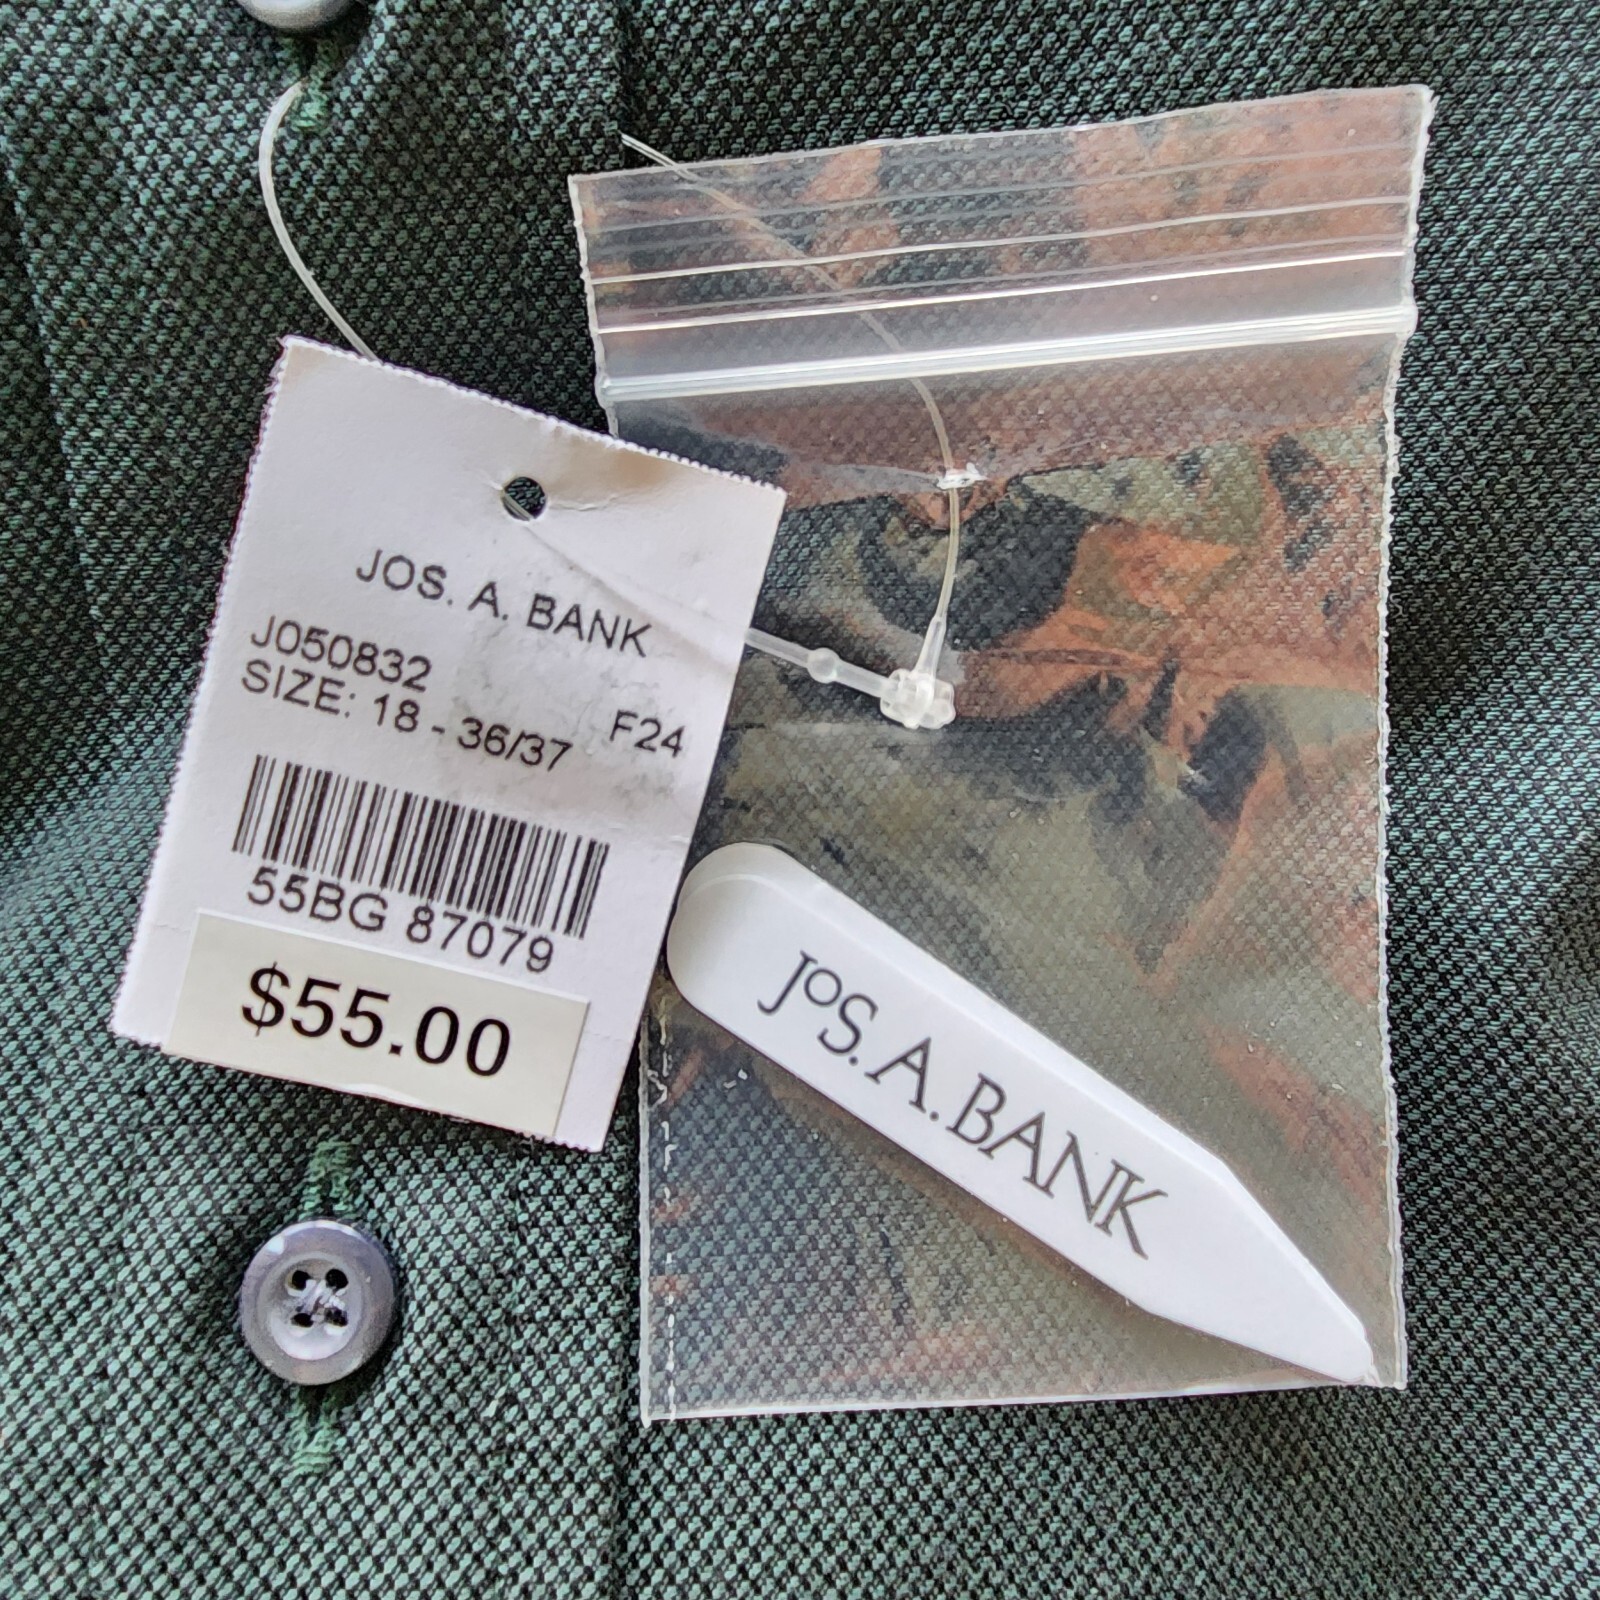 JOS. A. BANK
J050832
SIZE: 18 - 36/37 F24
55BG 87079
$55.00
JoS. A. BANK